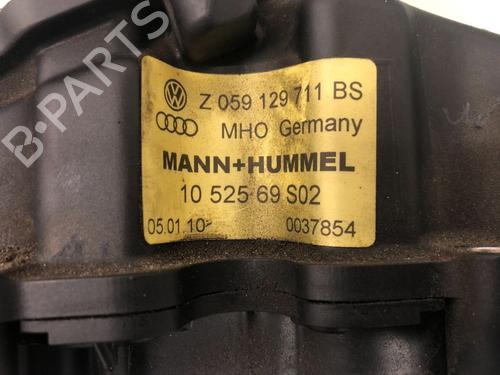 Z 059 129 711 BS
MHO Germany
MANN+HUMMEL
10 525 69 S02
05.01.10
0037854
B-PARTS